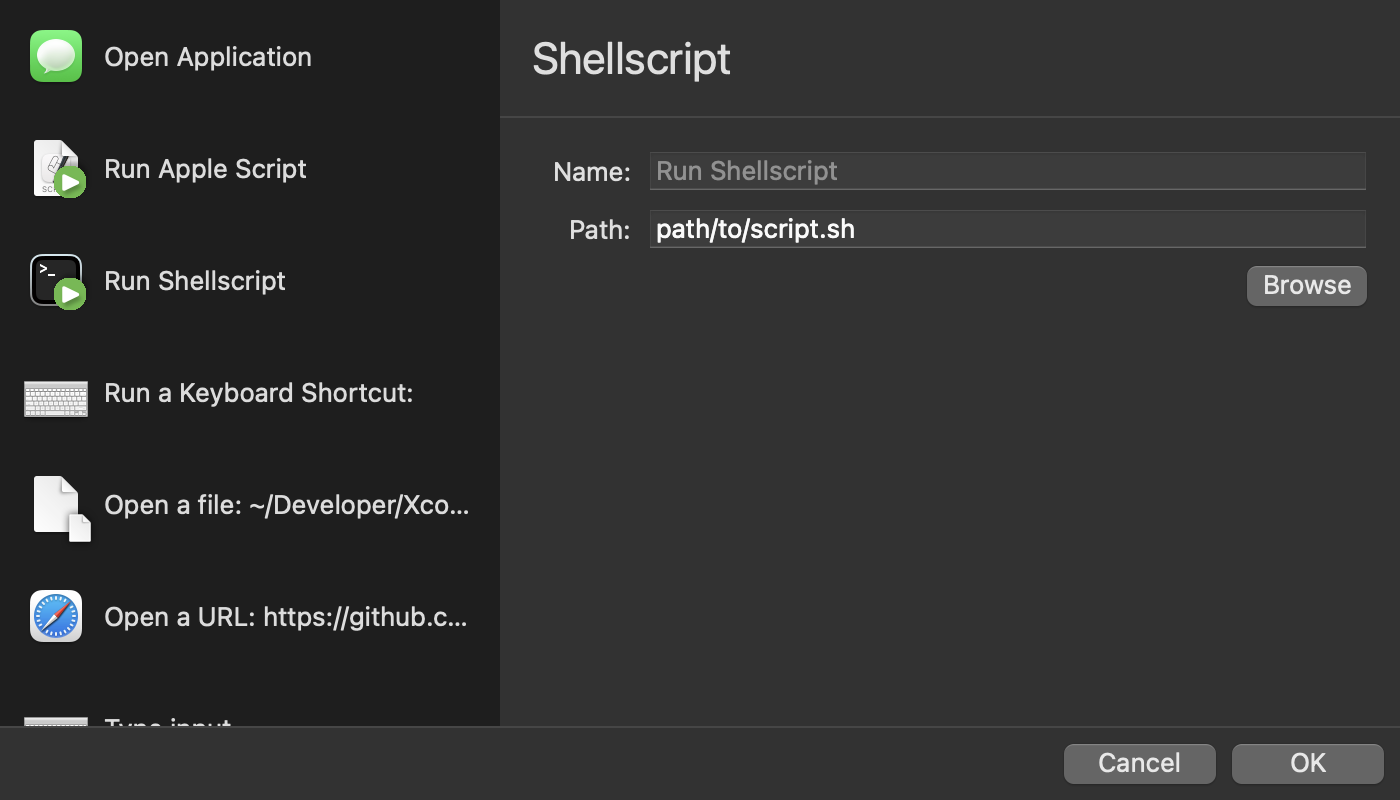 Open Application
Run Apple Script
Run Shellscript
Run a Keyboard Shortcut:
Open a file: ~/Developer/Xco...
Open a URL: https://github.c...
Type input
Shellscript
Name: Run Shellscript
Path: path/to/script.sh
Browse
Cancel
OK